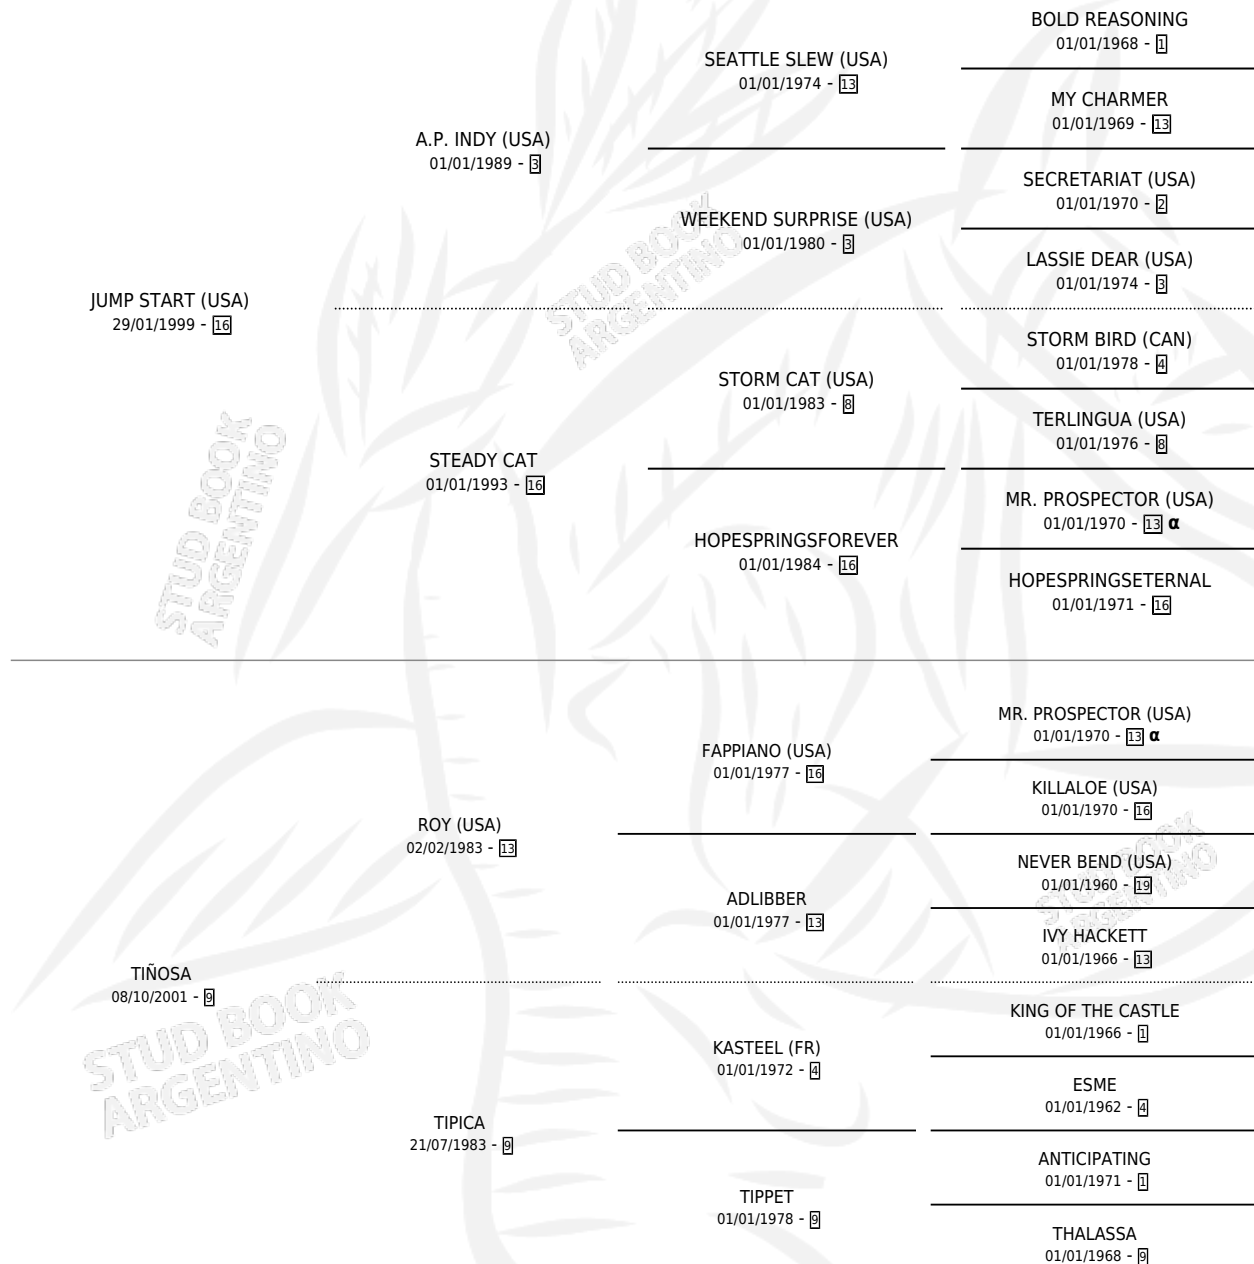 BOLD REASONING
01/01/1968 - 1
SEATTLE SLEW (USA)
01/01/1974 - 13
MY CHARMER
01/01/1969 - 13
A.P. INDY (USA)
01/01/1989 - 3
SECRETARIAT (USA)
01/01/1970 - 2
WEEKEND SURPRISE (USA)
01/01/1980 - 3
LASSIE DEAR (USA)
01/01/1974 - 3
JUMP START (USA)
29/01/1999 - 16
STORM BIRD (CAN)
01/01/1978 - 4
STORM CAT (USA)
01/01/1983 - 8
TERLINGUA (USA)
01/01/1976 - 8
STEADY CAT
01/01/1993 - 16
MR. PROSPECTOR (USA)
01/01/1970 - 13 α
HOPESPRINGSFOREVER
01/01/1984 - 16
HOPESPRINGSETERNAL
01/01/1971 - 16
MR. PROSPECTOR (USA)
01/01/1970 - 13 α
FAPPIANO (USA)
01/01/1977 - 16
KILLALOE (USA)
01/01/1970 - 16
ROY (USA)
02/02/1983 - 13
NEVER BEND (USA)
01/01/1960 - 19
ADLIBBER
01/01/1977 - 13
IVY HACKETT
01/01/1966 - 13
TIÑOSA
08/10/2001 - 9
KING OF THE CASTLE
01/01/1966 - 1
KASTEEL (FR)
01/01/1972 - 4
ESME
01/01/1962 - 4
TIPICA
21/07/1983 - 9
ANTICIPATING
01/01/1971 - 1
TIPPET
01/01/1978 - 9
THALASSA
01/01/1968 - 9
STUD BOOK
ARGENTINO
STUD BOOK
ARGENTINO
STUD BOOK
ARGENTINO
STUD BOOK
ARGENTINO